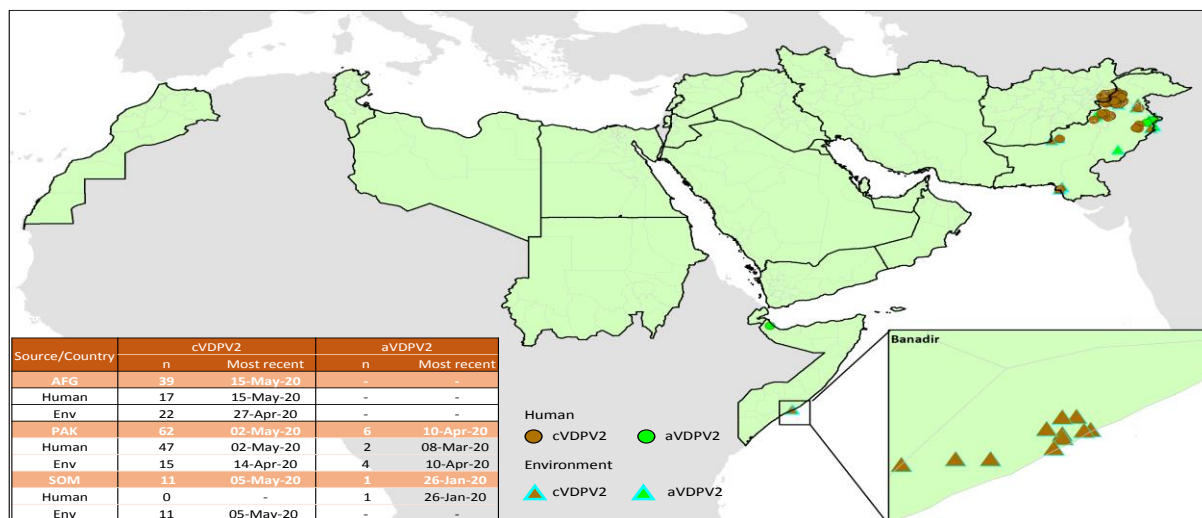 Source/Country cVDPV2 aVDPV2
n Most recent n Most recent
AFG 39 15-May-20 - -
Human 17 15-May-20 - -
Env 22 27-Apr-20 - -
PAK 62 02-May-20 6 10-Apr-20
Human 47 02-May-20 2 08-Mar-20
Env 15 14-Apr-20 4 10-Apr-20
SOM 11 05-May-20 1 26-Jan-20
Human 0 - 1 26-Jan-20
Env 11 05-May-20 - -
Human
cVDPV2 aVDPV2
Environment
cVDPV2 aVDPV2
Banadir